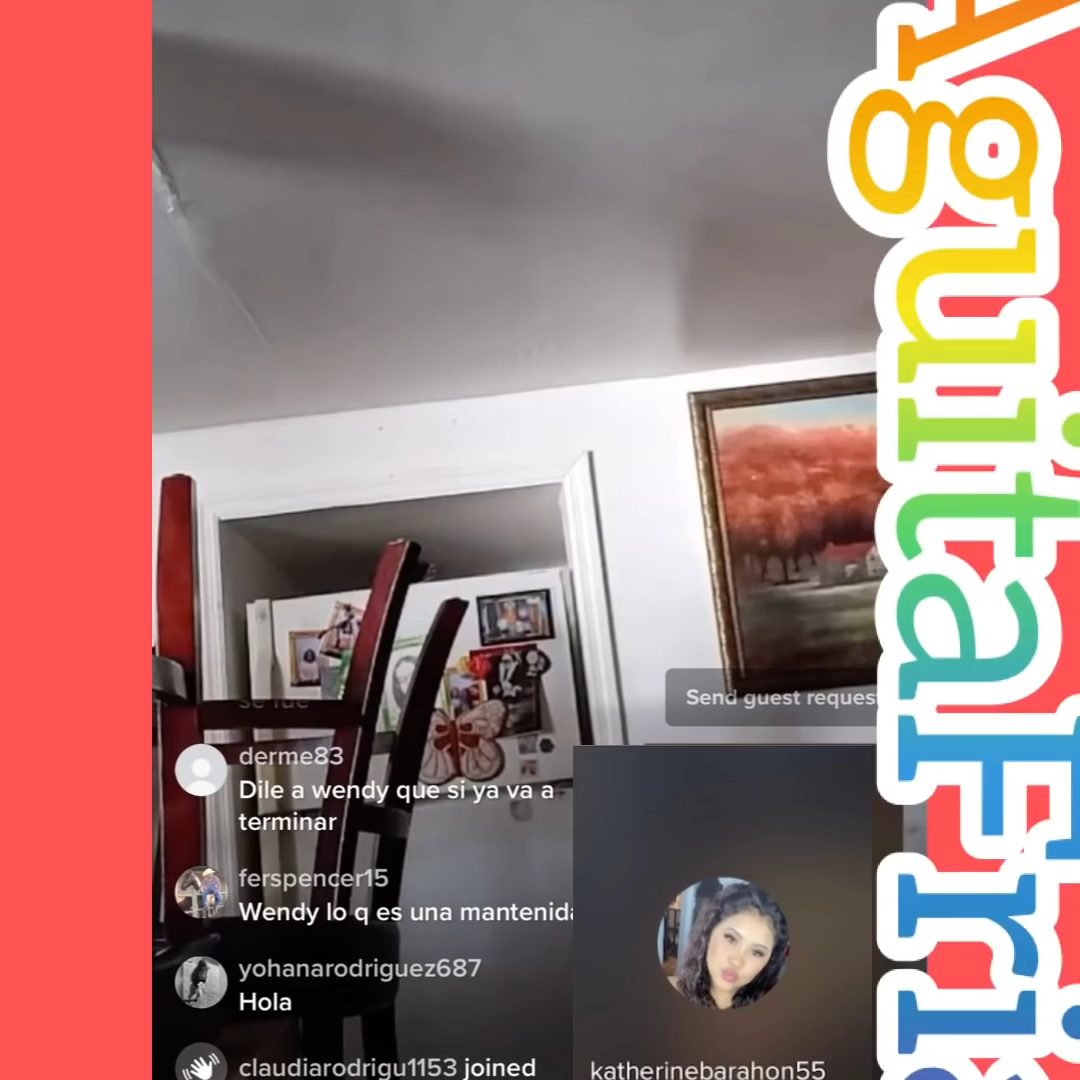 AguitaFri
Send guest request
se fue
derme83
Dile a wendy que si ya va a
terminar
ferspencer15
Wendy lo q es una mantenida
yohanarodriguez687
Hola
claudiarodrigu1153 joined
katherinebarahon55